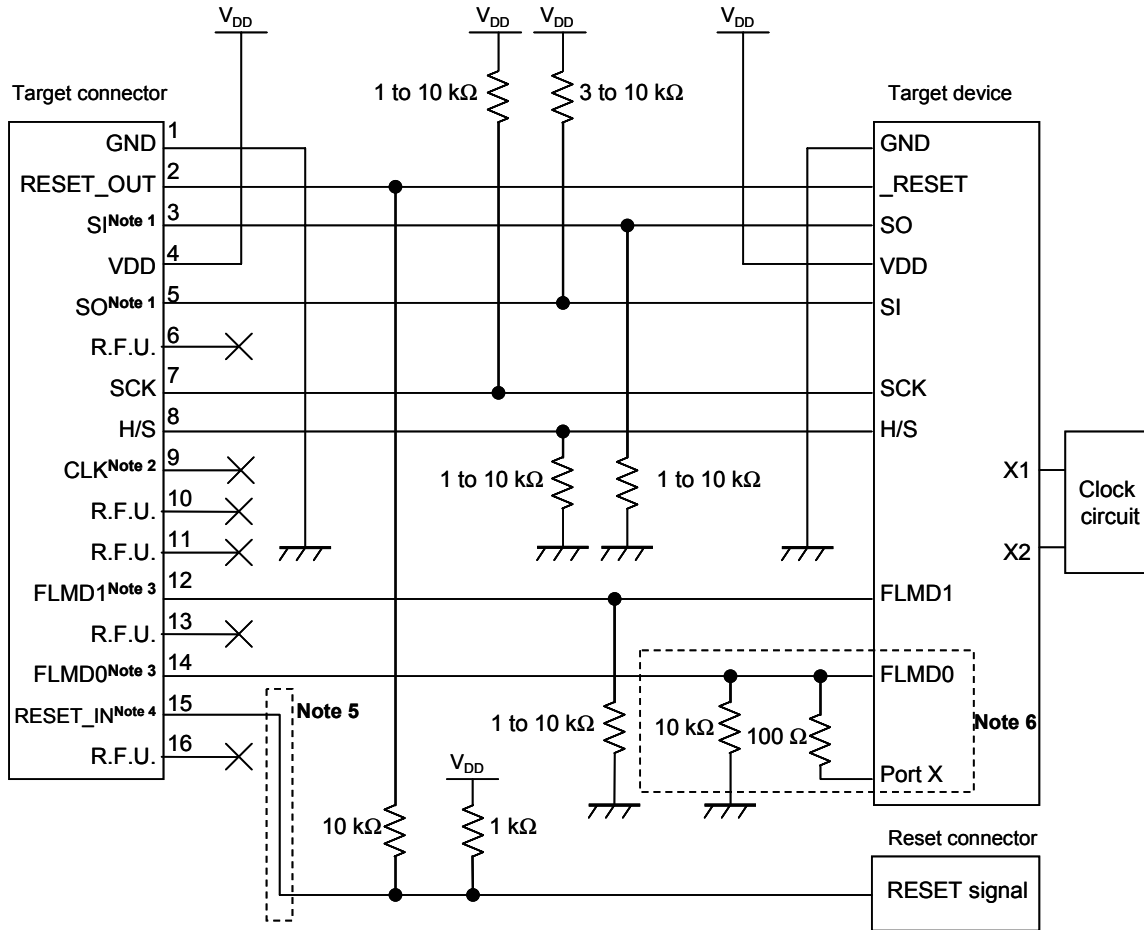 VDD VDD VDD VDD
1 to 10 kΩ 3 to 10 kΩ
Target connector Target device
1
GND GND
2
RESET_OUT _RESET
3
SINote 1 SO
4
VDD VDD
5
SONote 1 SI
6
R.F.U.
7
SCK SCK
8
H/S H/S
9
CLKNote 2
1 to 10 kΩ 1 to 10 kΩ
X1
Clock
circuit
10
R.F.U.
11
R.F.U.
X2
12
FLMD1Note 3 FLMD1
13
R.F.U.
14
FLMD0Note 3 FLMD0
15
RESET_INNote 4
Note 5
1 to 10 kΩ 10 kΩ 100 Ω Note 6
16
R.F.U.
VDD
Port X
10 kΩ 1 kΩ
Reset connector
RESET signal